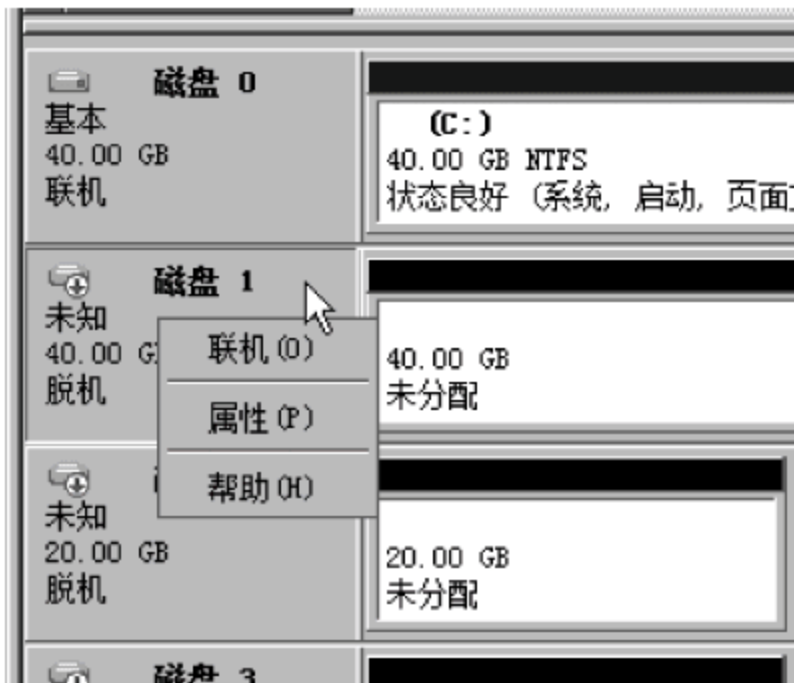 磁盘 0
基本
40.00 GB
联机
(C:)
40.00 GB NTFS
状态良好 (系统, 启动, 页面
磁盘 1
未知
40.00 G
脱机
40.00 GB
未分配
联机(O)
属性(P)
帮助(H)
未知
20.00 GB
脱机
20.00 GB
未分配
磁盘 3